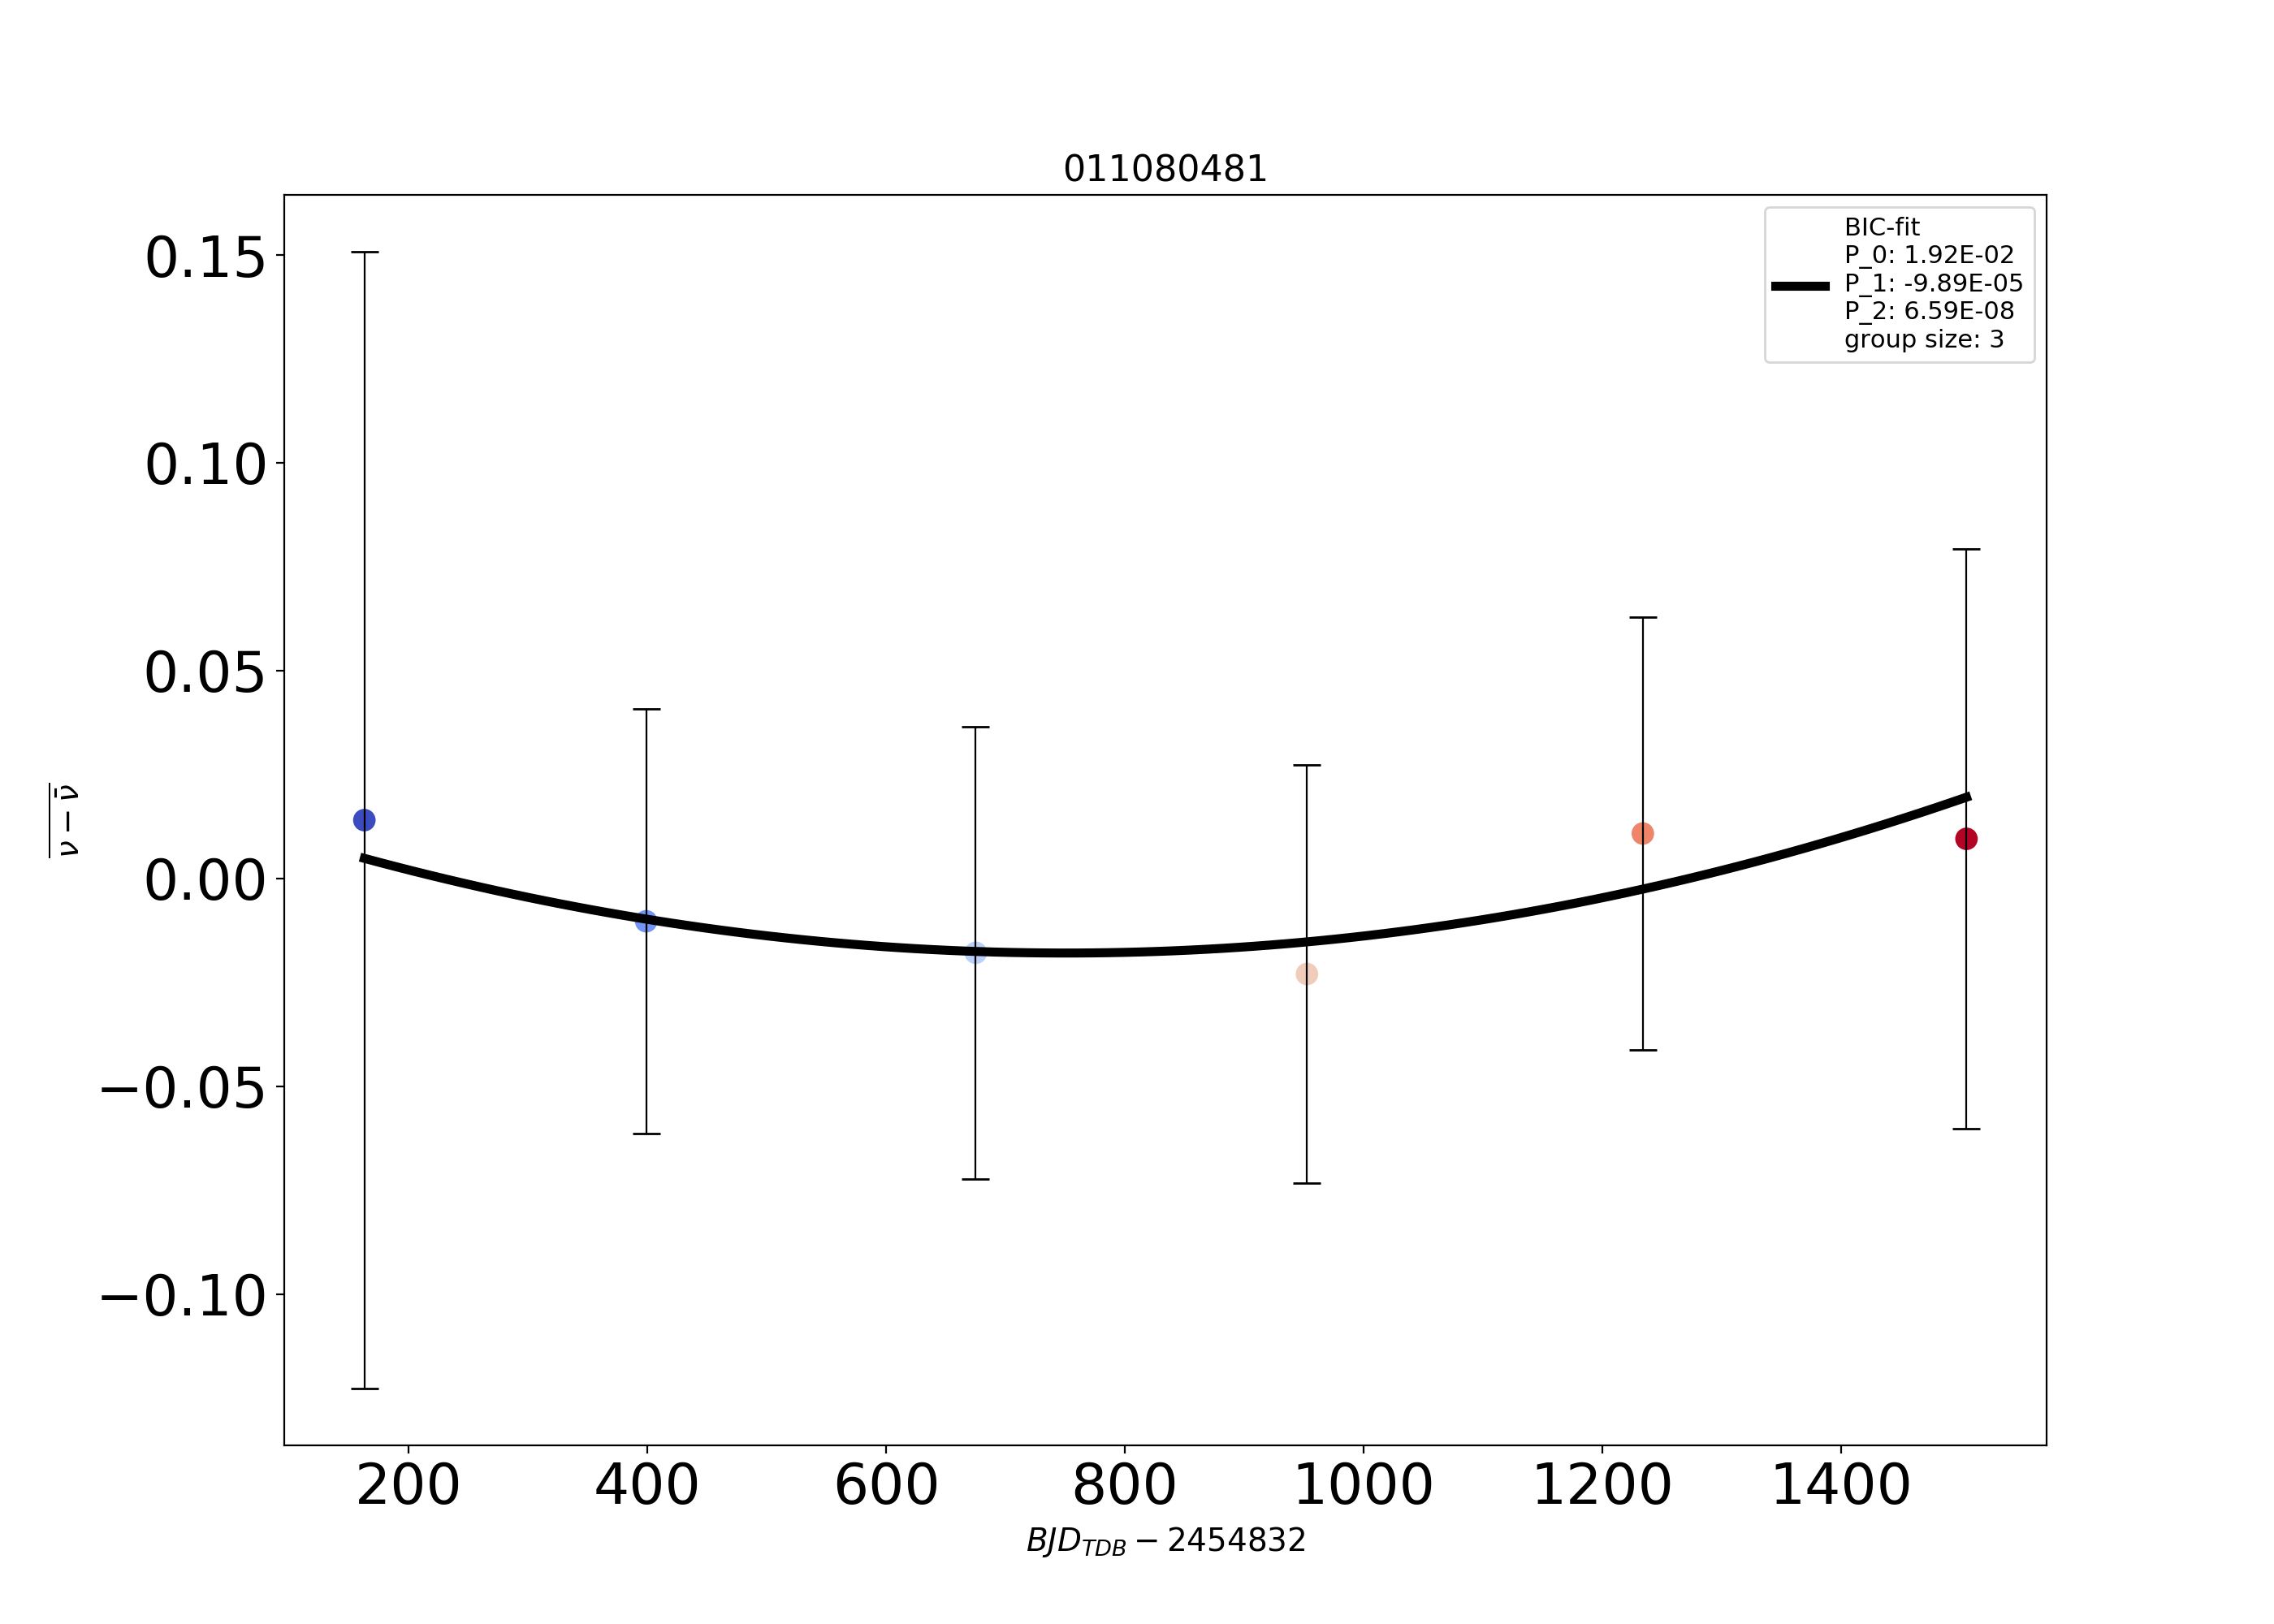 011080481
BIC-fit
P_0: 1.92E-02
P_1: -9.89E-05
P_2: 6.59E-08
group size: 3
0.15
0.10
0.05
0.00
−0.05
−0.10
ν − ν̄
200 400 600 800 1000 1200 1400
BJD_TDB − 2454832